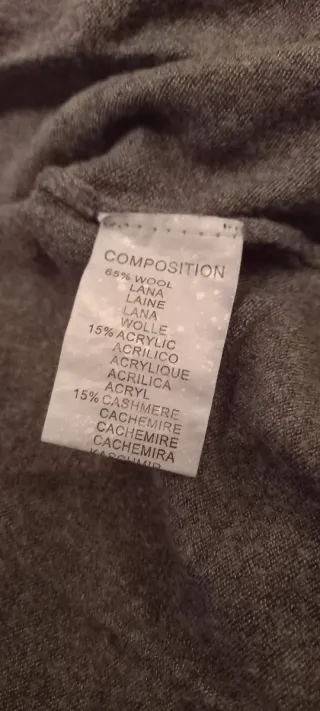 COMPOSITION
65% WOOL
LANA
LAINE
LANA
WOLLE
15% ACRYLIC
ACRILICO
ACRYLIQUE
ACRILICA
ACRYL
15% CASHMERE
CACHEMIRE
CACHEMIRE
CACHEMIRA